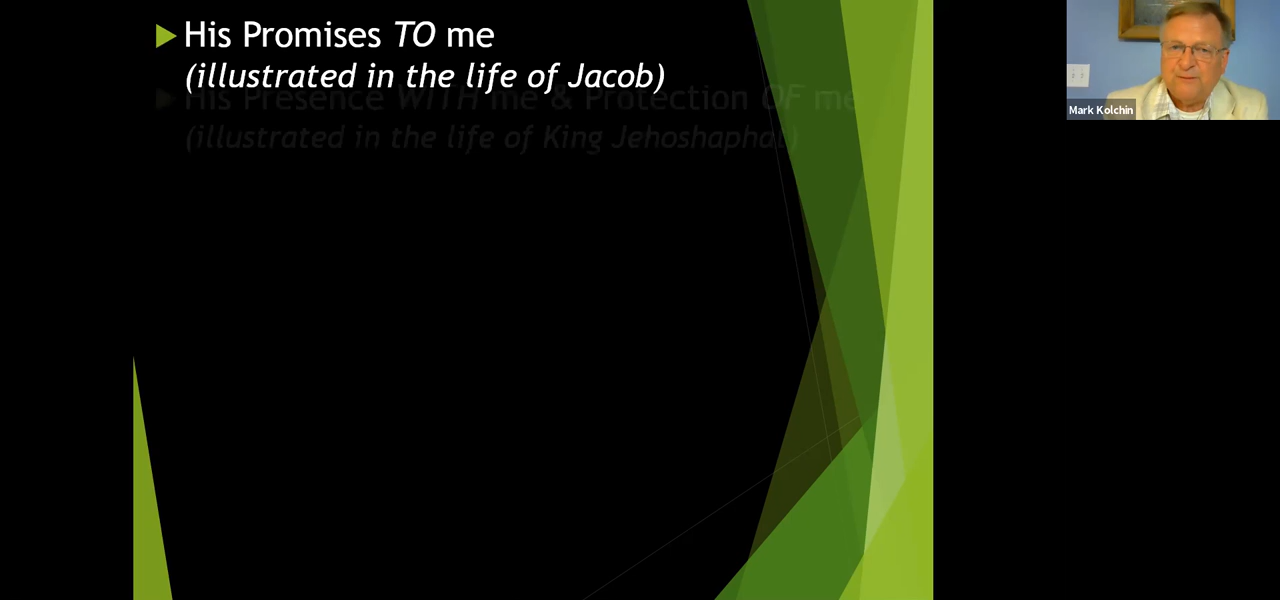 His Promises TO me
(illustrated in the life of Jacob)
His Presence WITH me & Protection OF me
(illustrated in the life of King Jehoshaphat)
Mark Kolchin